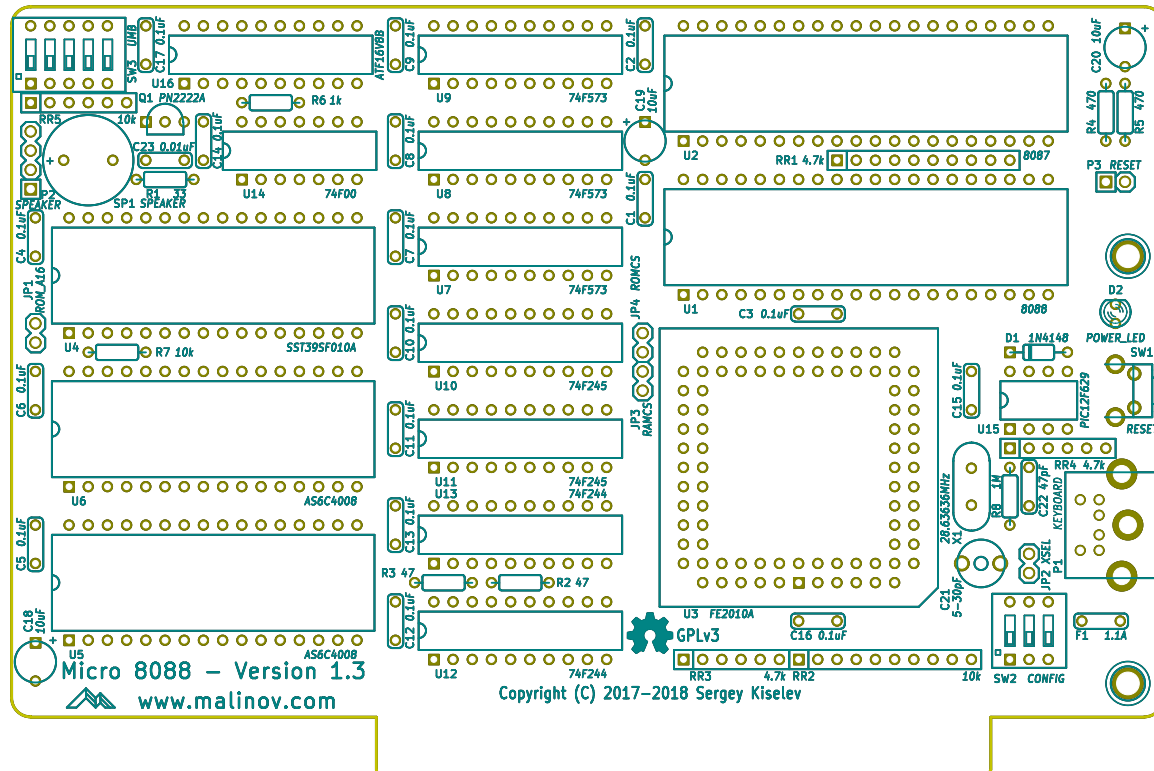 UMB
SW3
C17 0.1uF
U16
ATF16V8B
C9 0.1uF
U9
74F573
C2 0.1uF
C19
10uF
U2
8087
C20 10uF
+
R4 470
R5 470
P3 RESET
RR5
10k
Q1 PN2222A
R6 1k
C23 0.01uF
C14 0.1uF
U14
74F00
C8 0.1uF
U8
74F573
RR1 4.7k
P2
SPEAKER
+
R1 33
SP1 SPEAKER
C4 0.1uF
JP1
ROM_A16
U4
SST39SF010A
R7 10k
C7 0.1uF
U7
74F573
C1 0.1uF
U1
8088
JP4 ROMCS
C3 0.1uF
D2
POWER_LED
C10 0.1uF
U10
74F245
JP3
RAMCS
D1 1N4148
SW1
RESET
C15 0.1uF
PIC12F629
U15
RR4 4.7k
C6 0.1uF
U6
AS6C4008
C11 0.1uF
U11
74F245
U13
74F244
C13 0.1uF
28.63636MHz
X1
R8 1M
C22 47pF
KEYBOARD
P1
C5 0.1uF
U5
AS6C4008
R3 47
R2 47
C21
5-30pF
JP2 XSEL
U3 FE2010A
C18
10uF
+
C12 0.1uF
U12
74F244
GPLv3
C16 0.1uF
RR3
4.7k
RR2
10k
SW2 CONFIG
F1 1.1A
Micro 8088 - Version 1.3
www.malinov.com
Copyright (C) 2017-2018 Sergey Kiselev